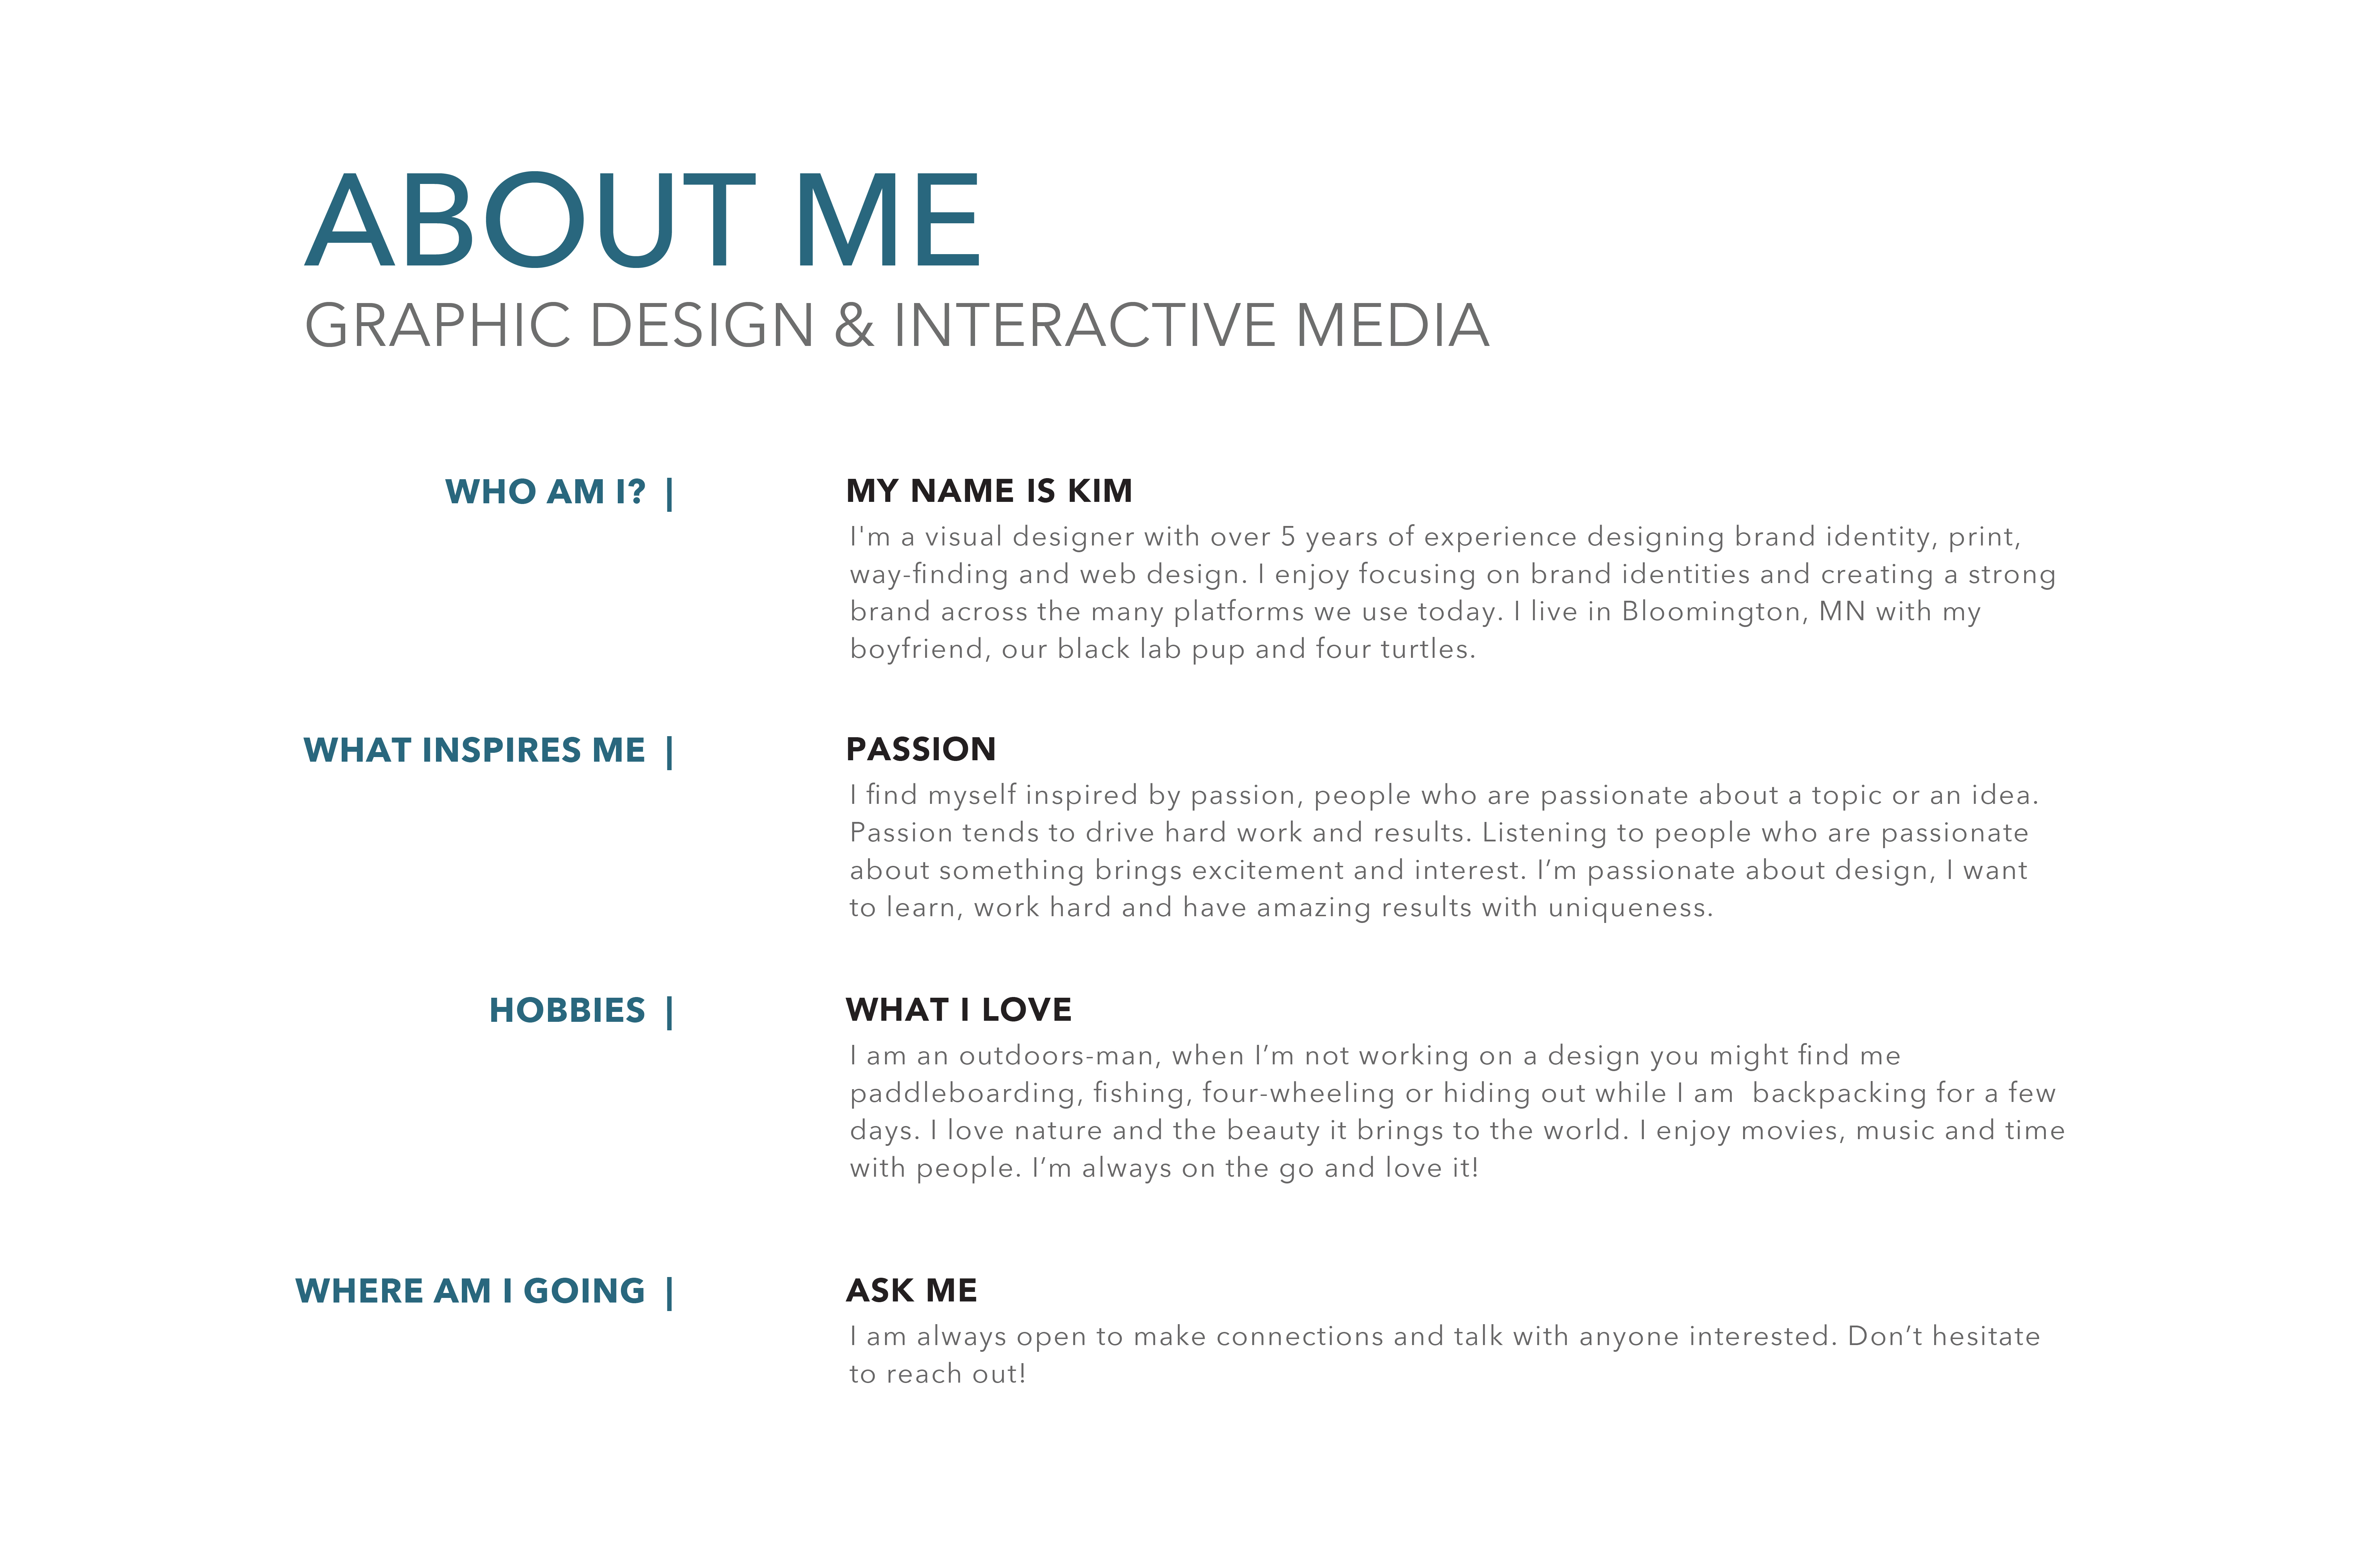 ABOUT ME
GRAPHIC DESIGN & INTERACTIVE MEDIA
WHO AM I? |
MY NAME IS KIM
I'm a visual designer with over 5 years of experience designing brand identity, print,
way-finding and web design. I enjoy focusing on brand identities and creating a strong
brand across the many platforms we use today. I live in Bloomington, MN with my
boyfriend, our black lab pup and four turtles.
WHAT INSPIRES ME |
PASSION
I find myself inspired by passion, people who are passionate about a topic or an idea.
Passion tends to drive hard work and results. Listening to people who are passionate
about something brings excitement and interest. I’m passionate about design, I want
to learn, work hard and have amazing results with uniqueness.
HOBBIES |
WHAT I LOVE
I am an outdoors-man, when I’m not working on a design you might find me
paddleboarding, fishing, four-wheeling or hiding out while I am  backpacking for a few
days. I love nature and the beauty it brings to the world. I enjoy movies, music and time
with people. I’m always on the go and love it!
WHERE AM I GOING |
ASK ME
I am always open to make connections and talk with anyone interested. Don’t hesitate
to reach out!